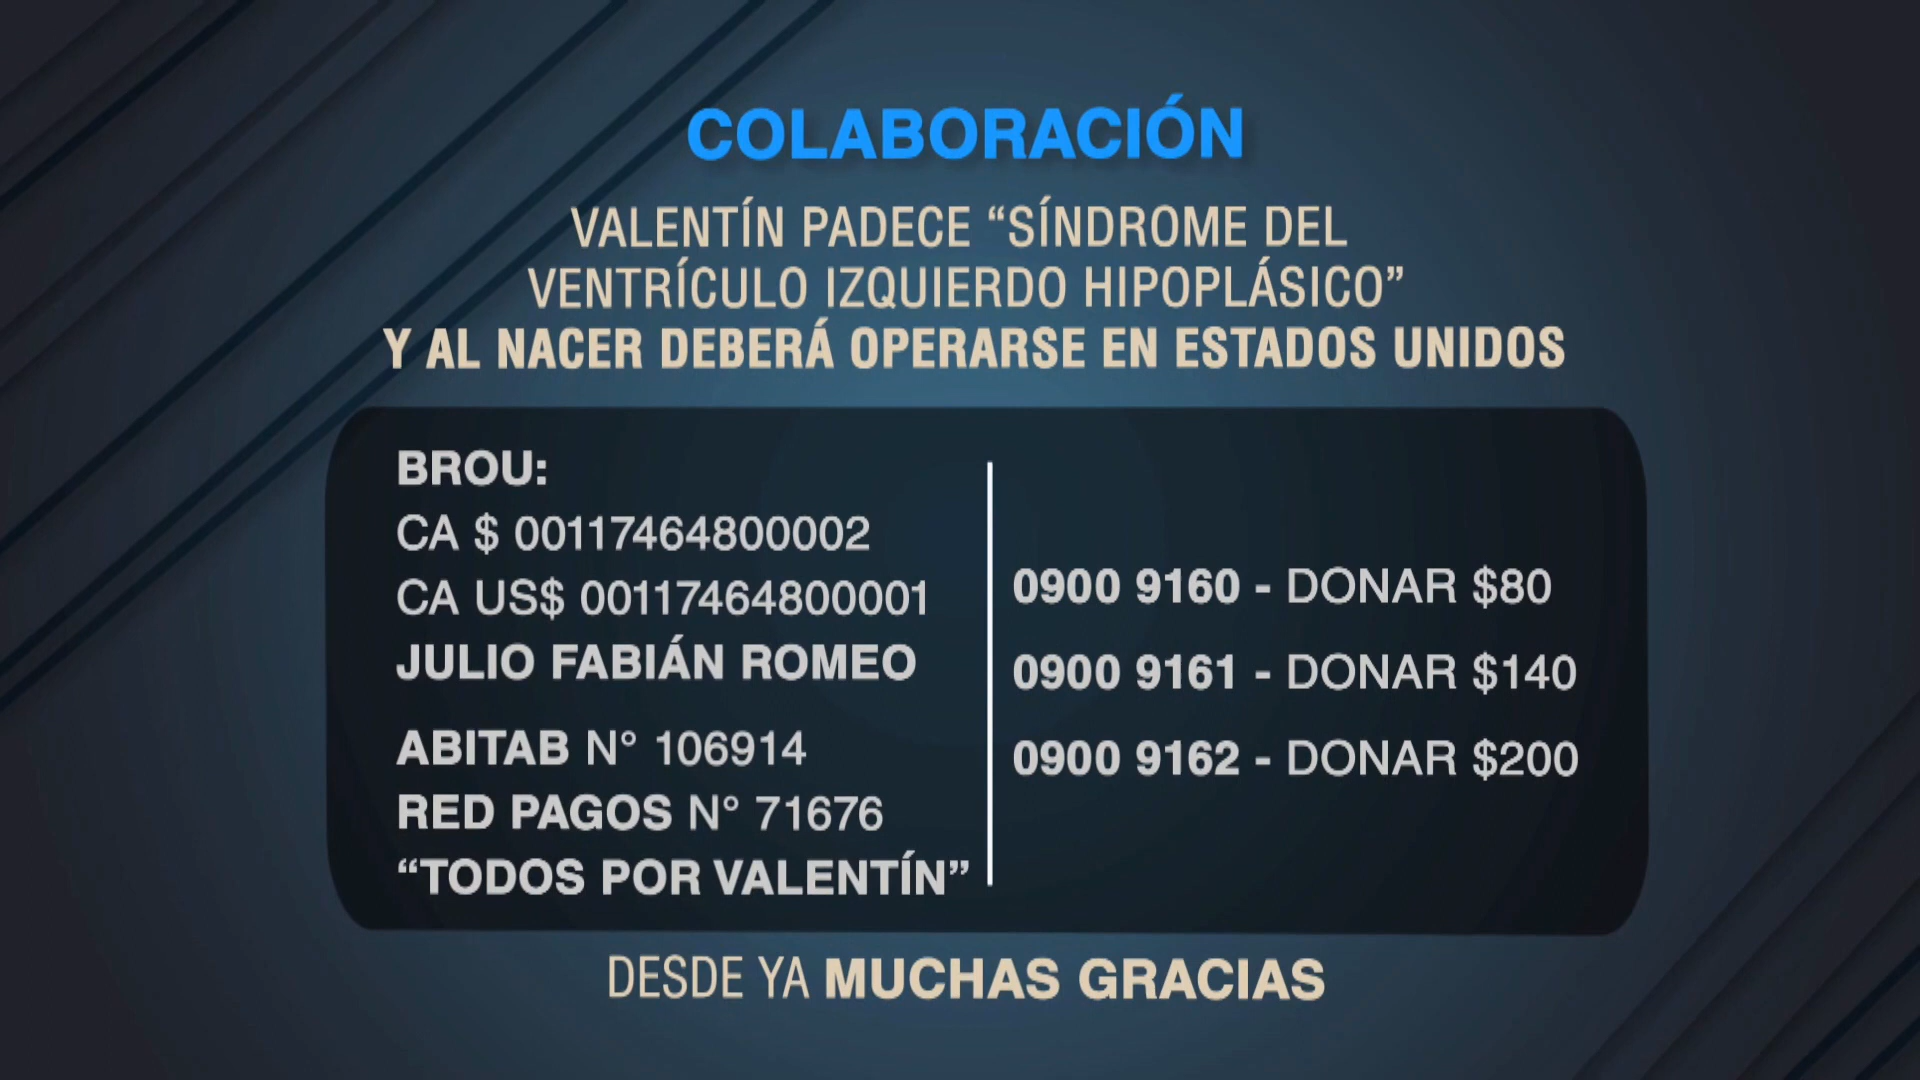 COLABORACIÓN
VALENTÍN PADECE “SÍNDROME DEL
VENTRÍCULO IZQUIERDO HIPOPLÁSICO”
Y AL NACER DEBERÁ OPERARSE EN ESTADOS UNIDOS
BROU:
CA $ 00117464800002
CA US$ 00117464800001
JULIO FABIÁN ROMEO
ABITAB N° 106914
RED PAGOS N° 71676
“TODOS POR VALENTÍN”
0900 9160 - DONAR $80
0900 9161 - DONAR $140
0900 9162 - DONAR $200
DESDE YA MUCHAS GRACIAS